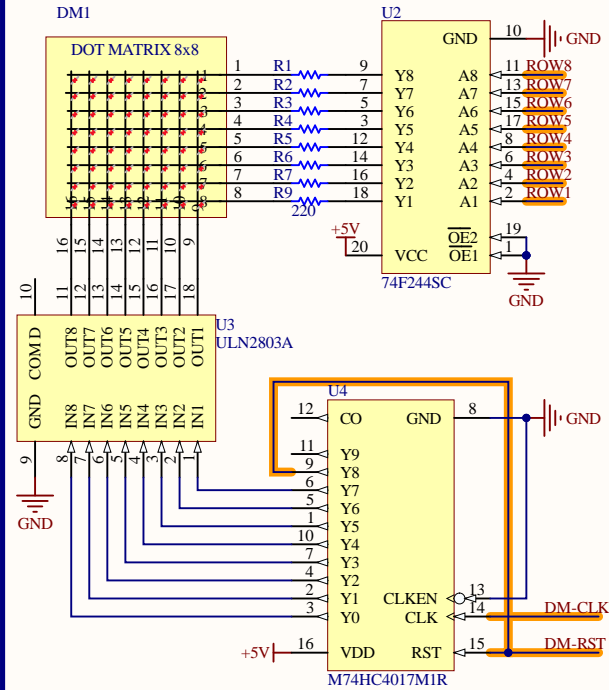 DM1
U2
DOT MATRIX 8x8
GND
10
GND
1 R1 9 Y8 A8 11 ROW8
2 R2 7 Y7 A7 13 ROW7
3 R3 5 Y6 A6 15 ROW6
4 R4 3 Y5 A5 17 ROW5
5 R5 12 Y4 A4 8 ROW4
6 R6 14 Y3 A3 6 ROW3
7 R7 16 Y2 A2 4 ROW2
8 R9 18 Y1 A1 2 ROW1
220
+5V
20
VCC
OE2 19
OE1 1
GND
74F244SC
16 15 14 13 12 11 10 9
10 11 12 13 14 15 16 17 18
U3
ULN2803A
COM D OUT8 OUT7 OUT6 OUT5 OUT4 OUT3 OUT2 OUT1
GND IN8 IN7 IN6 IN5 IN4 IN3 IN2 IN1
9 8 7 6 5 4 3 2 1
GND
U4
12 CO GND 8
GND
11 Y9
9 Y8
6 Y7
5 Y6
1 Y5
10 Y4
7 Y3
4 Y2
2 Y1 CLKEN 13
3 Y0 CLK 14 DM-CLK
+5V 16 VDD RST 15 DM-RST
M74HC4017M1R